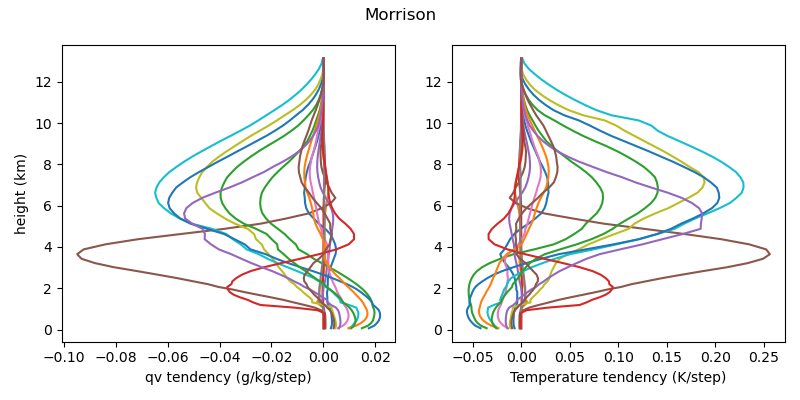 Morrison
height (km)
12
10
8
6
4
2
0
−0.10 −0.08 −0.06 −0.04 −0.02 0.00 0.02
qv tendency (g/kg/step)
12
10
8
6
4
2
0
−0.05 0.00 0.05 0.10 0.15 0.20 0.25
Temperature tendency (K/step)